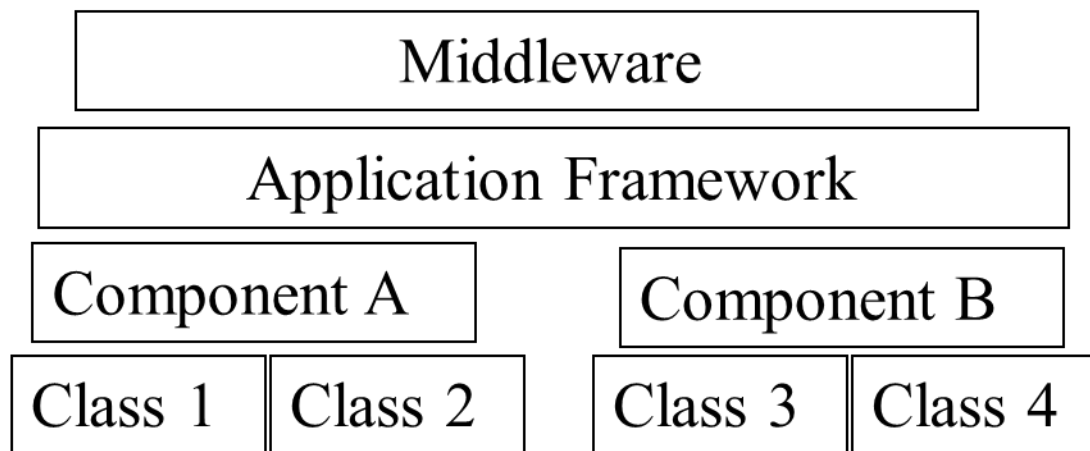 Middleware
Application Framework
Component A
Component B
Class 1
Class 2
Class 3
Class 4